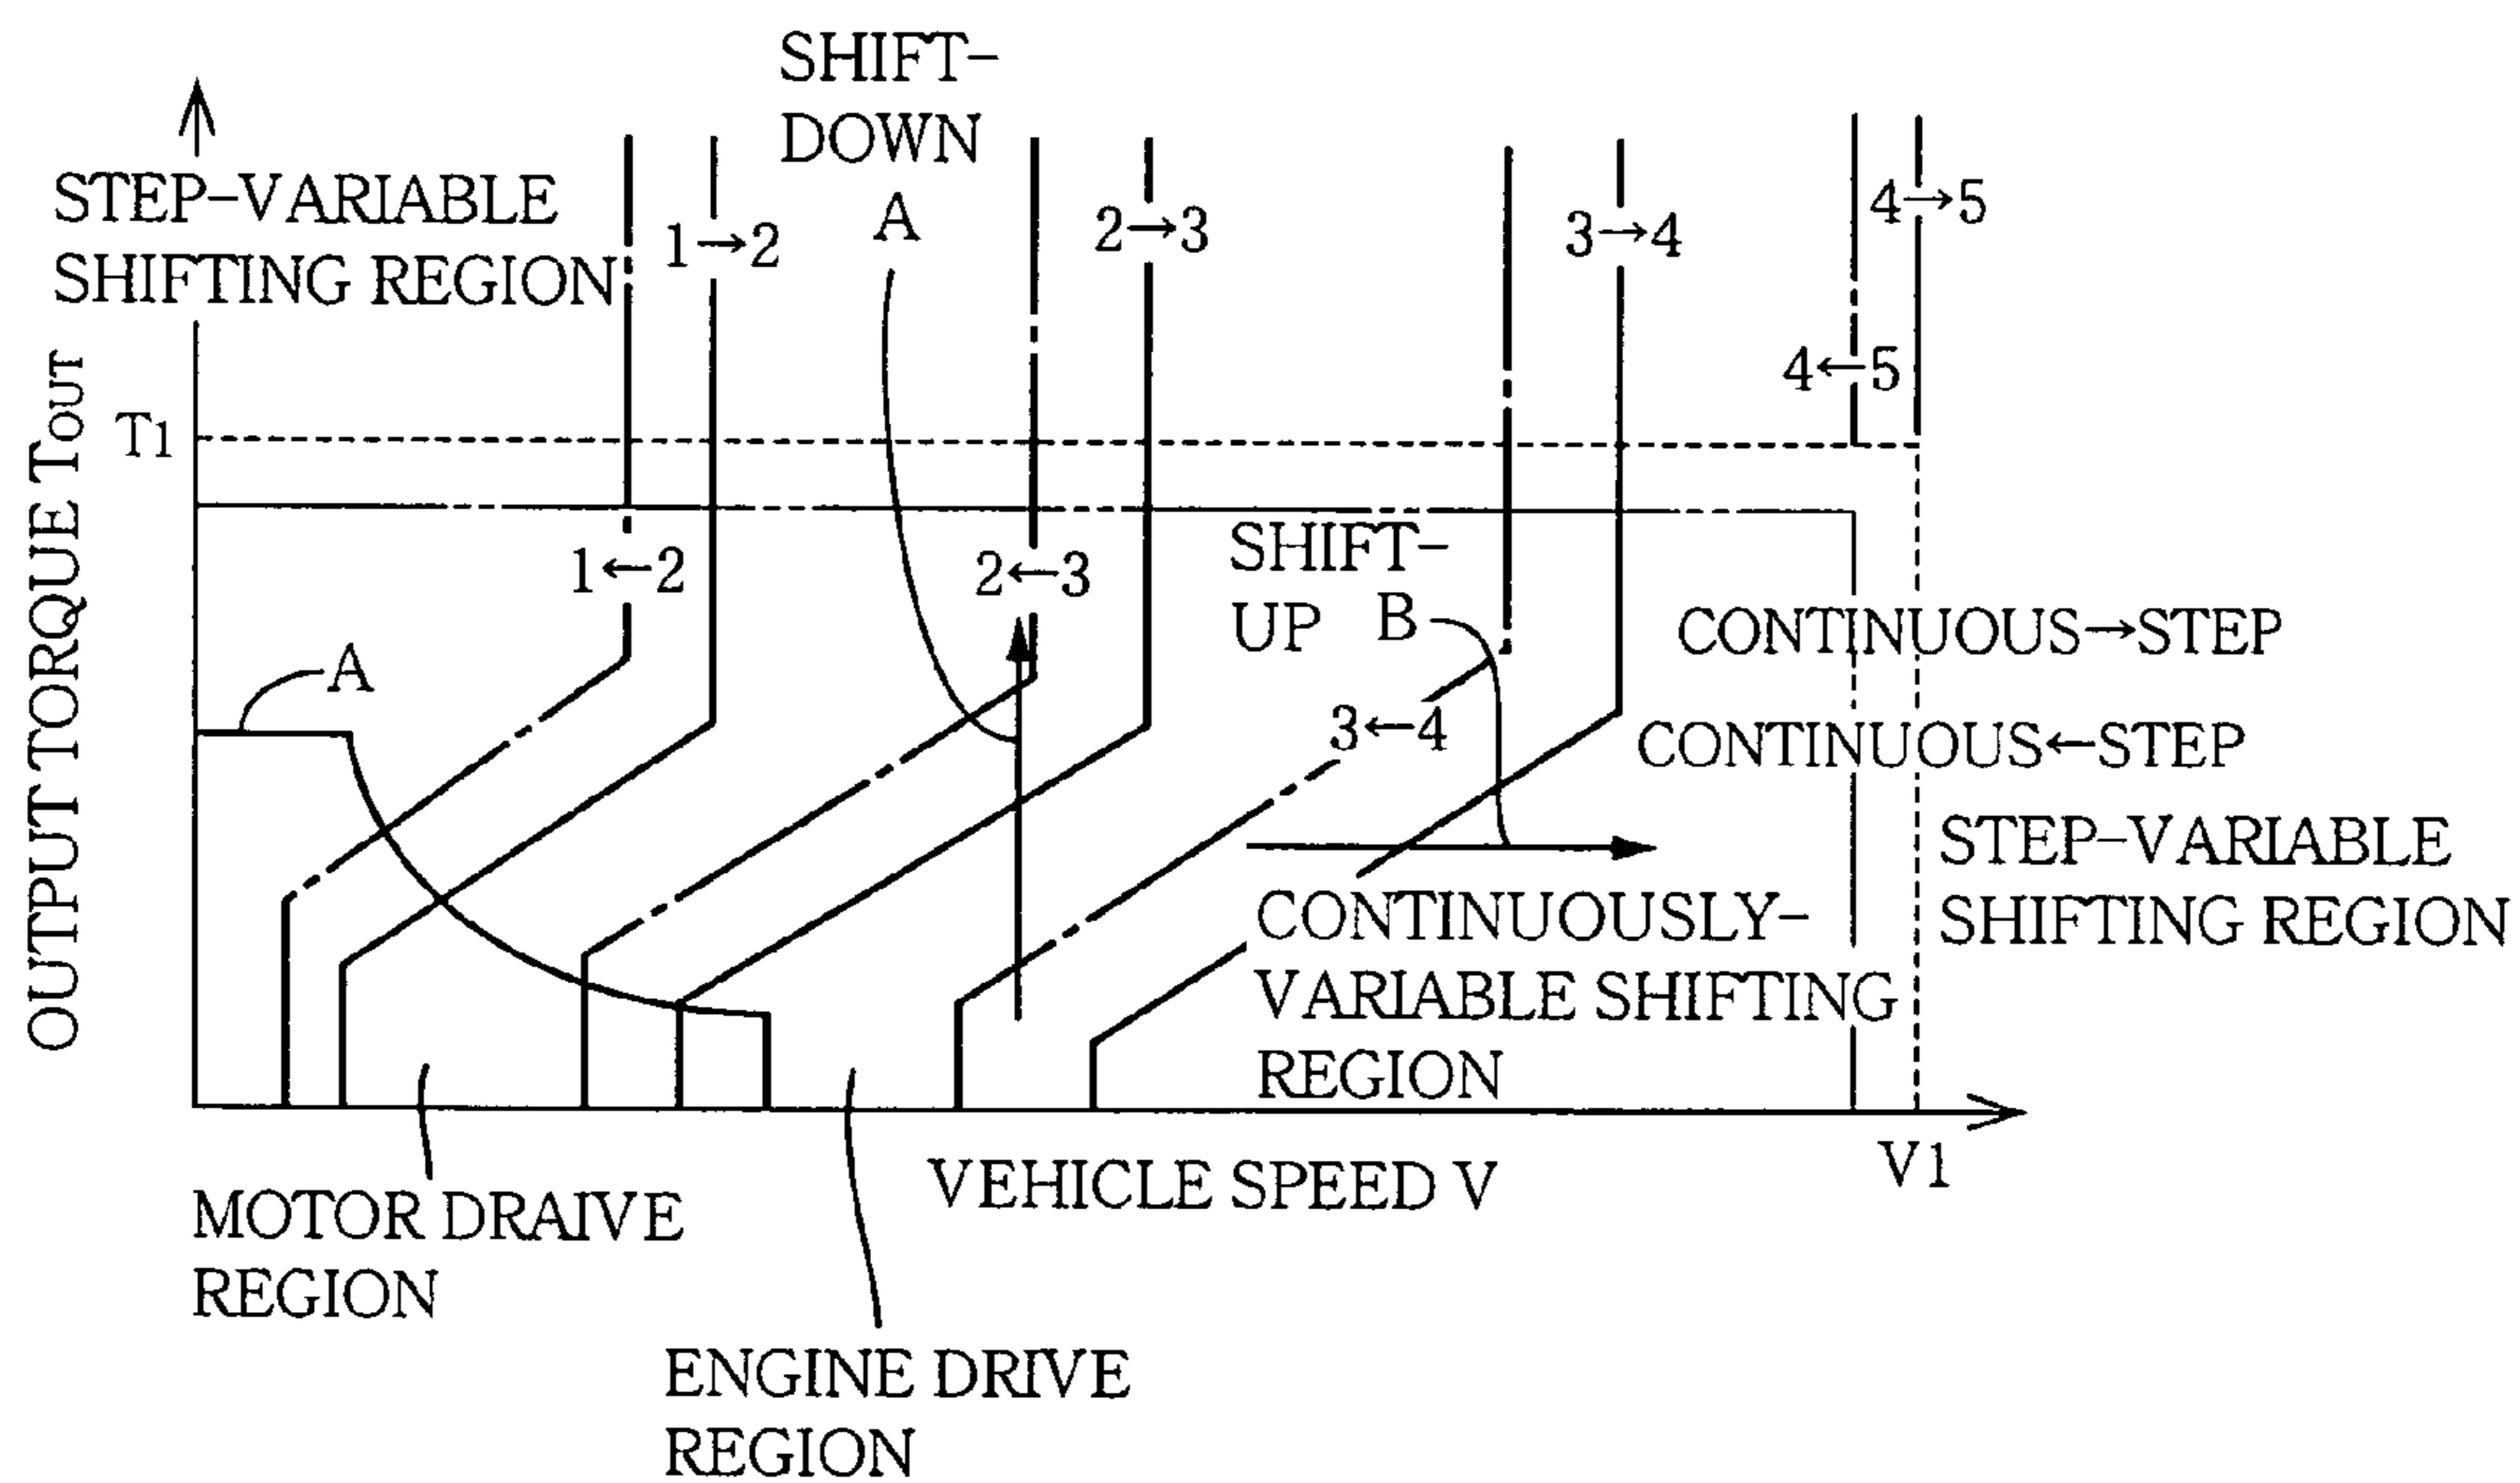 SHIFT-
DOWN
A
STEP-VARIABLE
SHIFTING REGION
1→2
2→3
3→4
4→5
4←5
OUTPUT TORQUE TOUT
T1
1←2
2←3
SHIFT-
UP
B
CONTINUOUS→STEP
A
3←4
CONTINUOUS←STEP
STEP-VARIABLE
SHIFTING REGION
CONTINUOUSLY-
VARIABLE SHIFTING
REGION
VEHICLE SPEED V
V1
MOTOR DRAIVE
REGION
ENGINE DRIVE
REGION